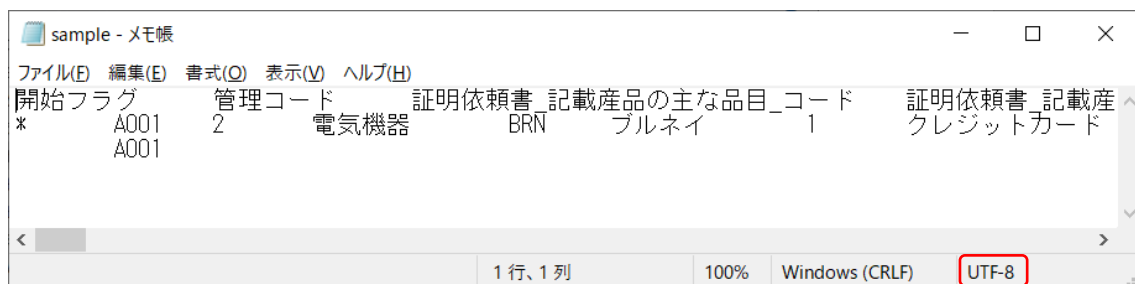 sample - メモ帳
ファイル(F) 編集(E) 書式(O) 表示(V) ヘルプ(H)
開始フラグ 管理コード 証明依頼書_記載産品の主な品目_コード 証明依頼書_記載産
* A001 2 電気機器 BRN ブルネイ 1 クレジットカード
A001
1 行、1 列 100% Windows (CRLF) UTF-8